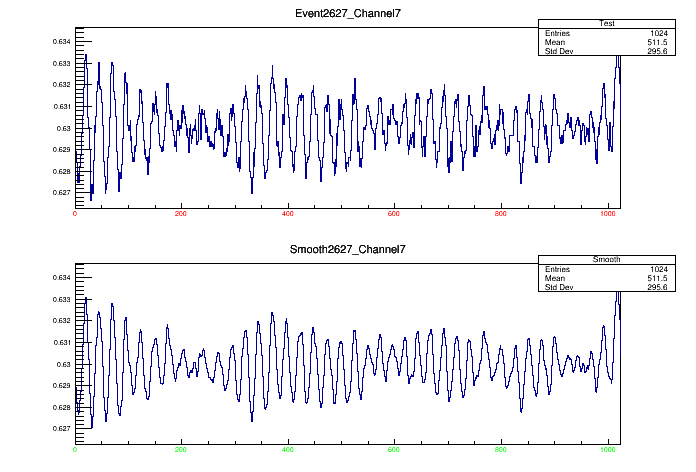 Event2627_Channel7
Test
Entries 1024
Mean 511.5
Std Dev 295.6
0.634
0.633
0.632
0.631
0.63
0.629
0.628
0.627
0 200 400 600 800 1000
Smooth2627_Channel7
Smooth
Entries 1024
Mean 511.5
Std Dev 295.6
0.634
0.633
0.632
0.631
0.63
0.629
0.628
0.627
0 200 400 600 800 1000